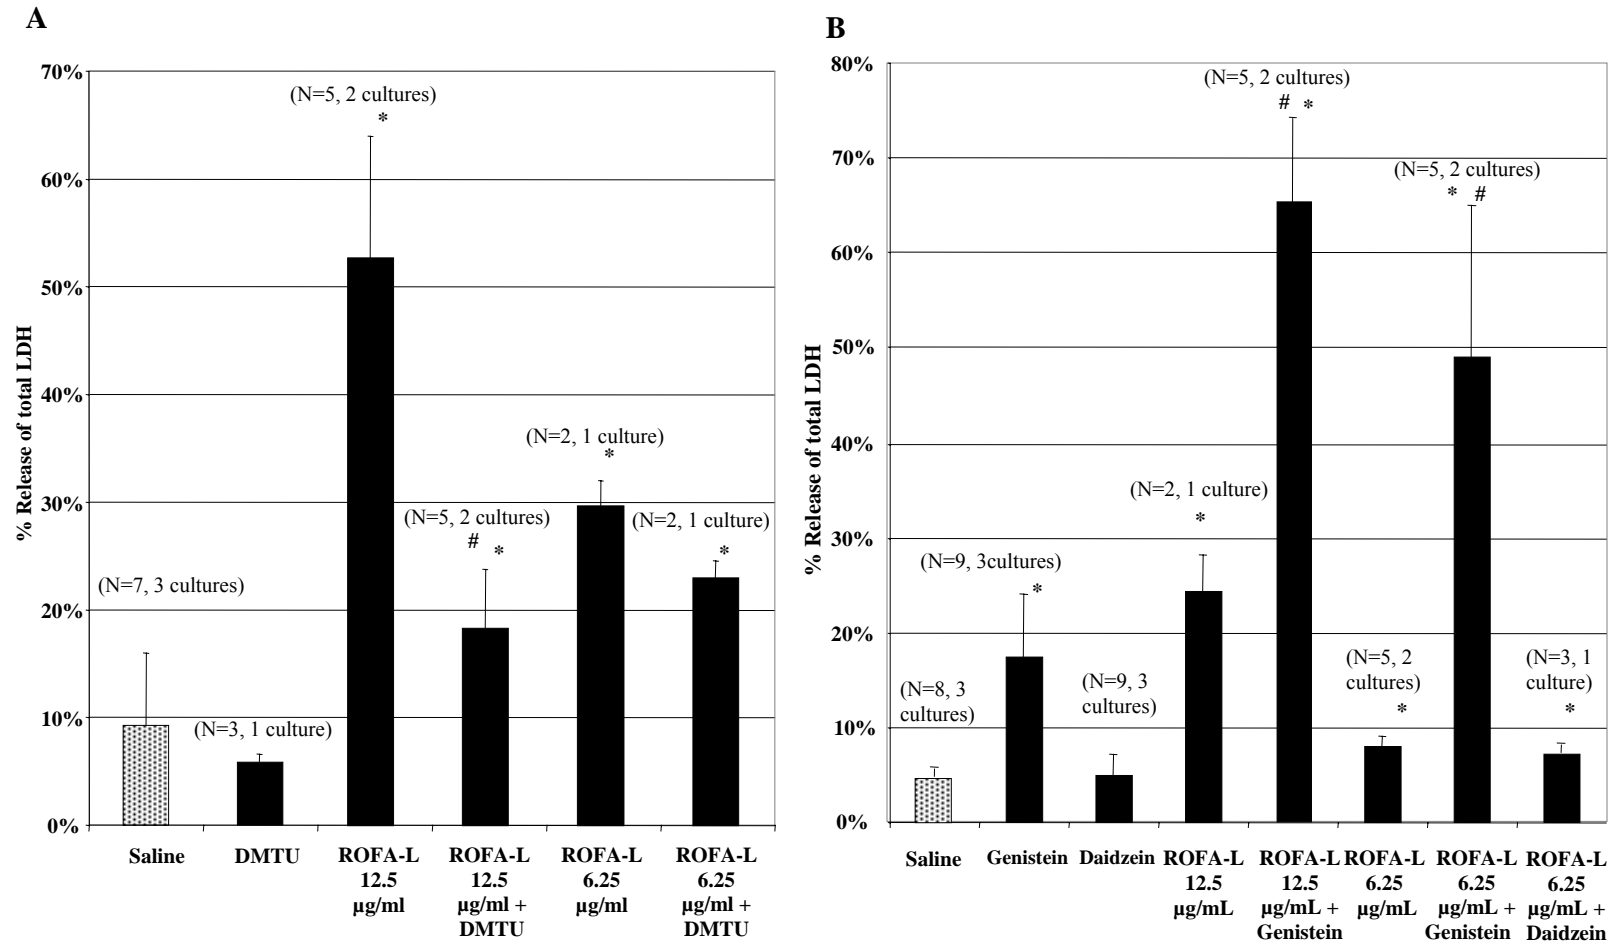 A
% Release of total LDH
70%
60%
50%
40%
30%
20%
10%
0%
(N=7, 3 cultures)
(N=3, 1 culture)
(N=5, 2 cultures)
*
(N=5, 2 cultures)
# *
(N=2, 1 culture)
*
(N=2, 1 culture)
*
Saline
DMTU
ROFA-L
12.5
µg/ml
ROFA-L
12.5
µg/ml +
DMTU
ROFA-L
6.25
µg/ml
ROFA-L
6.25
µg/ml +
DMTU
B
% Release of total LDH
80%
70%
60%
50%
40%
30%
20%
10%
0%
(N=8, 3
cultures)
(N=9, 3cultures)
*
(N=9, 3
cultures)
(N=2, 1 culture)
*
(N=5, 2 cultures)
# *
(N=5, 2
cultures)
*
(N=5, 2 cultures)
* #
(N=3, 1
culture)
*
Saline
Genistein
Daidzein
ROFA-L
12.5
µg/mL
ROFA-L
12.5
µg/mL +
Genistein
ROFA-L
6.25
µg/mL
ROFA-L
6.25
µg/mL +
Genistein
ROFA-L
6.25
µg/mL +
Daidzein